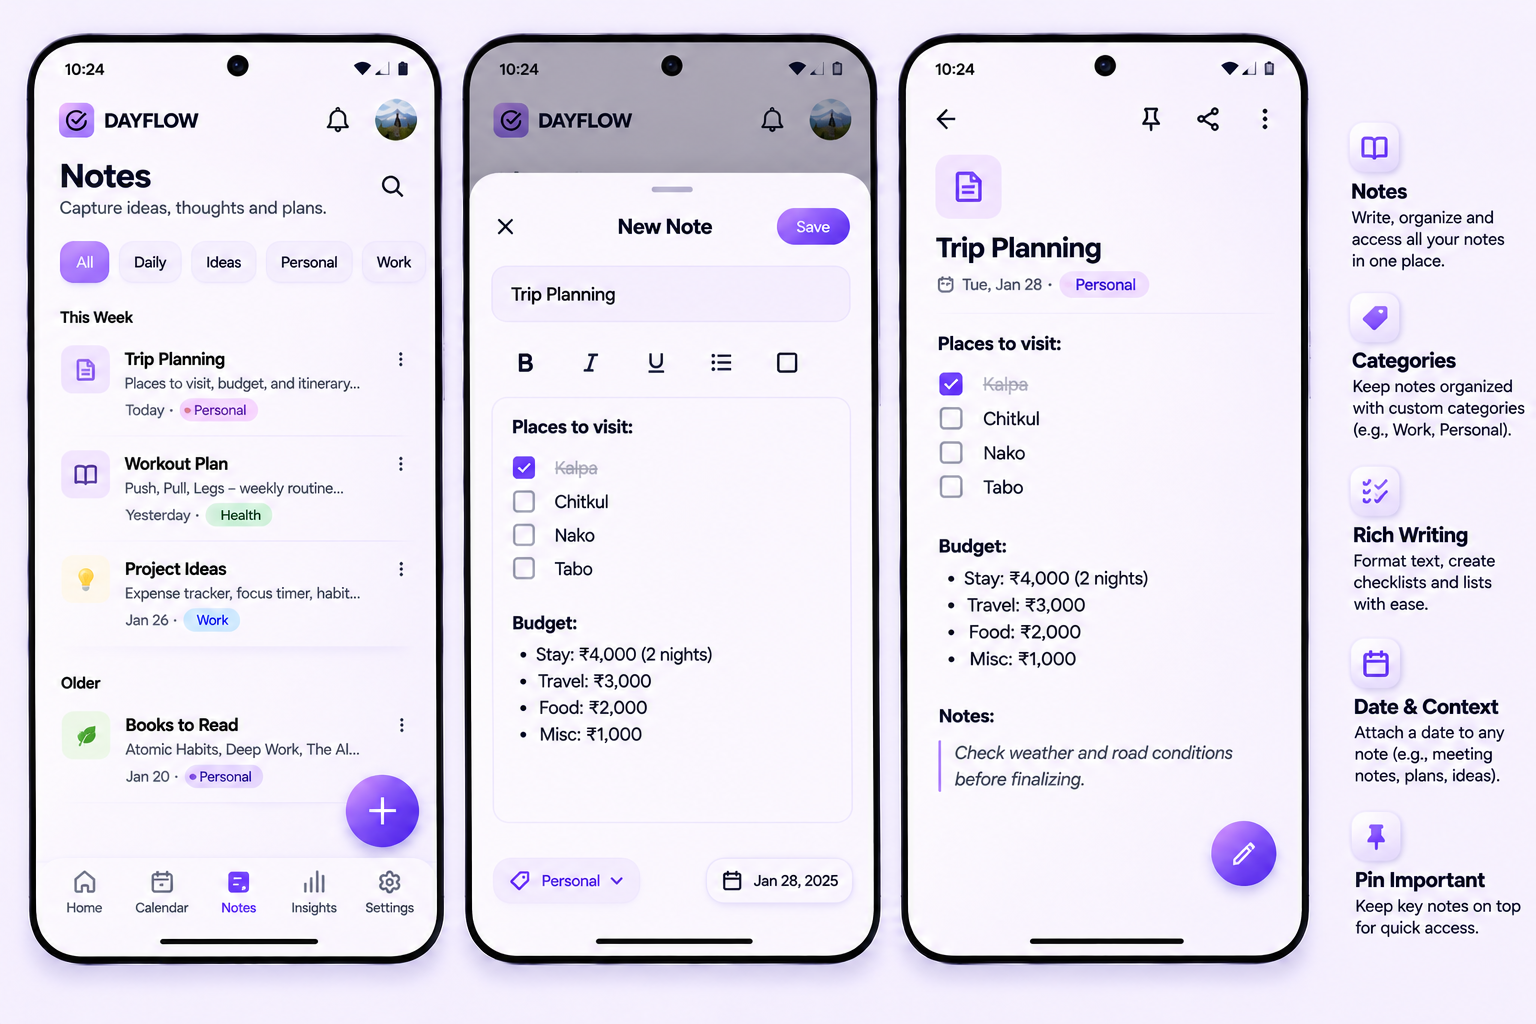 10:24
DAYFLOW
Notes
Capture ideas, thoughts and plans.
All
Daily
Ideas
Personal
Work
This Week
Trip Planning
Places to visit, budget, and itinerary...
Today · Personal
Workout Plan
Push, Pull, Legs – weekly routine...
Yesterday · Health
Project Ideas
Expense tracker, focus timer, habit...
Jan 26 · Work
Older
Books to Read
Atomic Habits, Deep Work, The Al...
Jan 20 · Personal
Home
Calendar
Notes
Insights
Settings
10:24
DAYFLOW
New Note
Save
Trip Planning
B
I
U
Places to visit:
Kalpa
Chitkul
Nako
Tabo
Budget:
• Stay: ₹4,000 (2 nights)
• Travel: ₹3,000
• Food: ₹2,000
• Misc: ₹1,000
Personal
Jan 28, 2025
10:24
Trip Planning
Tue, Jan 28 · Personal
Places to visit:
Kalpa
Chitkul
Nako
Tabo
Budget:
• Stay: ₹4,000 (2 nights)
• Travel: ₹3,000
• Food: ₹2,000
• Misc: ₹1,000
Notes:
Check weather and road conditions
before finalizing.
Notes
Write, organize and
access all your notes
in one place.
Categories
Keep notes organized
with custom categories
(e.g., Work, Personal).
Rich Writing
Format text, create
checklists and lists
with ease.
Date & Context
Attach a date to any
note (e.g., meeting
notes, plans, ideas).
Pin Important
Keep key notes on top
for quick access.